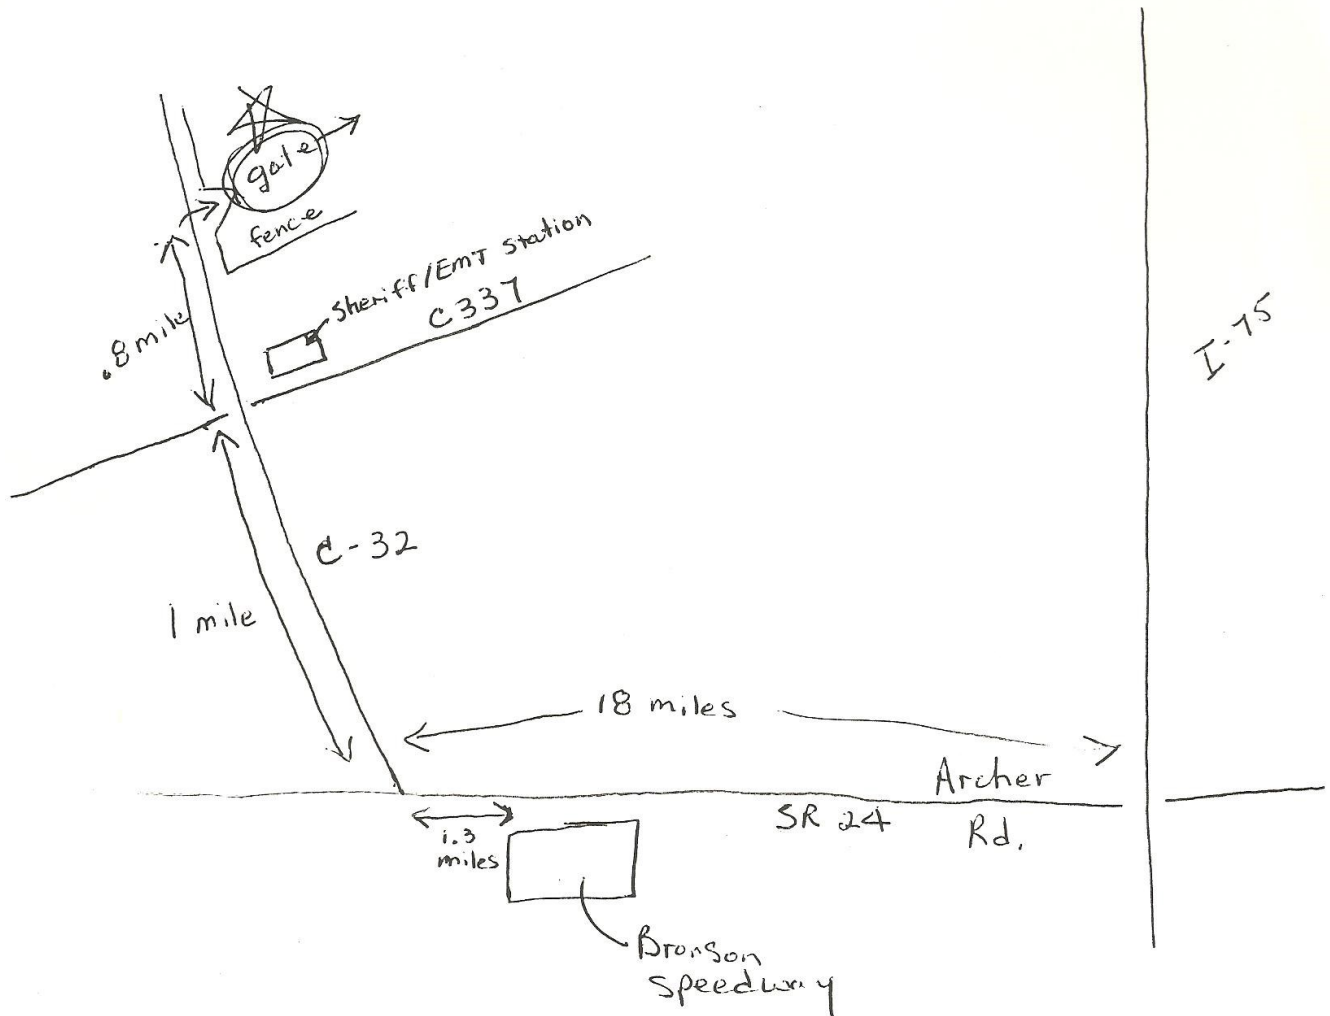 gate
fence
Sheriff/EMT Station
C337
.8 mile
I-75
C-32
1 mile
18 miles
Archer
SR 24
Rd.
1.3
miles
Bronson
Speedway